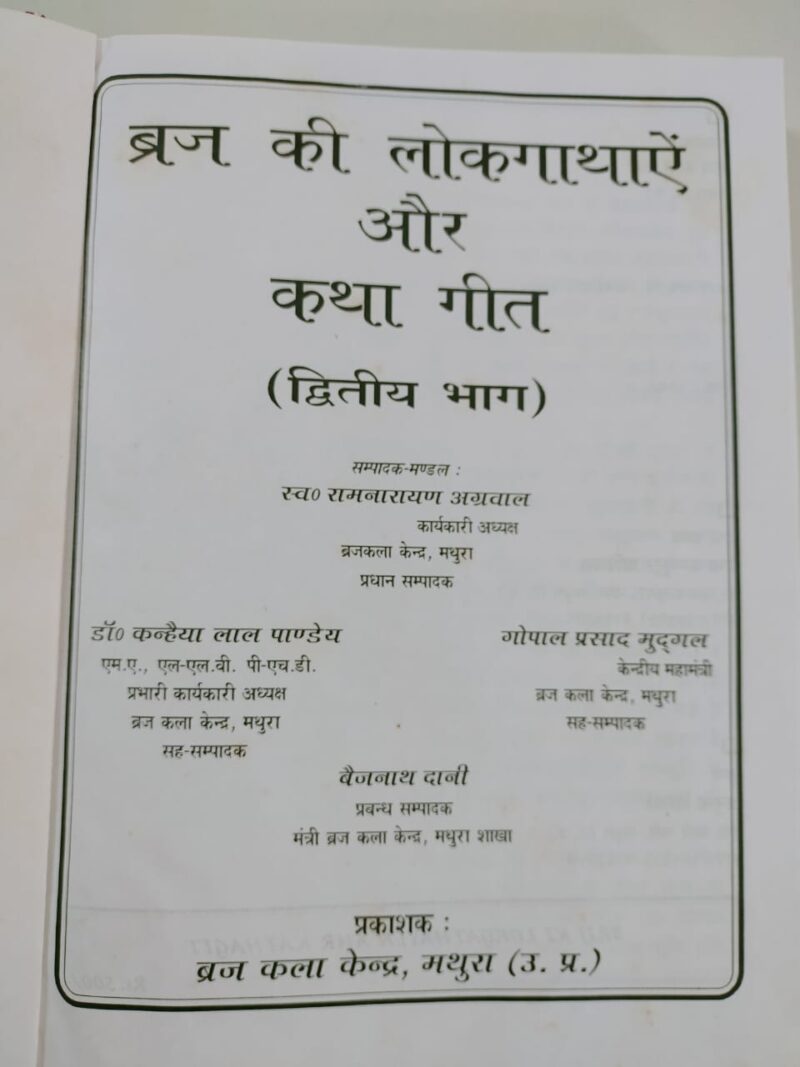 ब्रज की लोकगाथाऐं
और
कथा गीत
(द्वितीय भाग)
सम्पादक-मण्डल :
स्व० रामनारायण अग्रवाल
कार्यकारी अध्यक्ष
ब्रजकला केन्द्र, मथुरा
प्रधान सम्पादक
डॉ० कन्हैया लाल पाण्डेय
एम.ए., एल-एल.बी. पी-एच.डी.
प्रभारी कार्यकारी अध्यक्ष
ब्रज कला केन्द्र, मथुरा
सह-सम्पादक
गोपाल प्रसाद मुद्गल
केन्द्रीय महामंत्री
ब्रज कला केन्द्र, मथुरा
सह-सम्पादक
बैजनाथ दानी
प्रबन्ध सम्पादक
मंत्री ब्रज कला केन्द्र, मथुरा शाखा
प्रकाशक :
ब्रज कला केन्द्र, मथुरा (उ. प्र.)